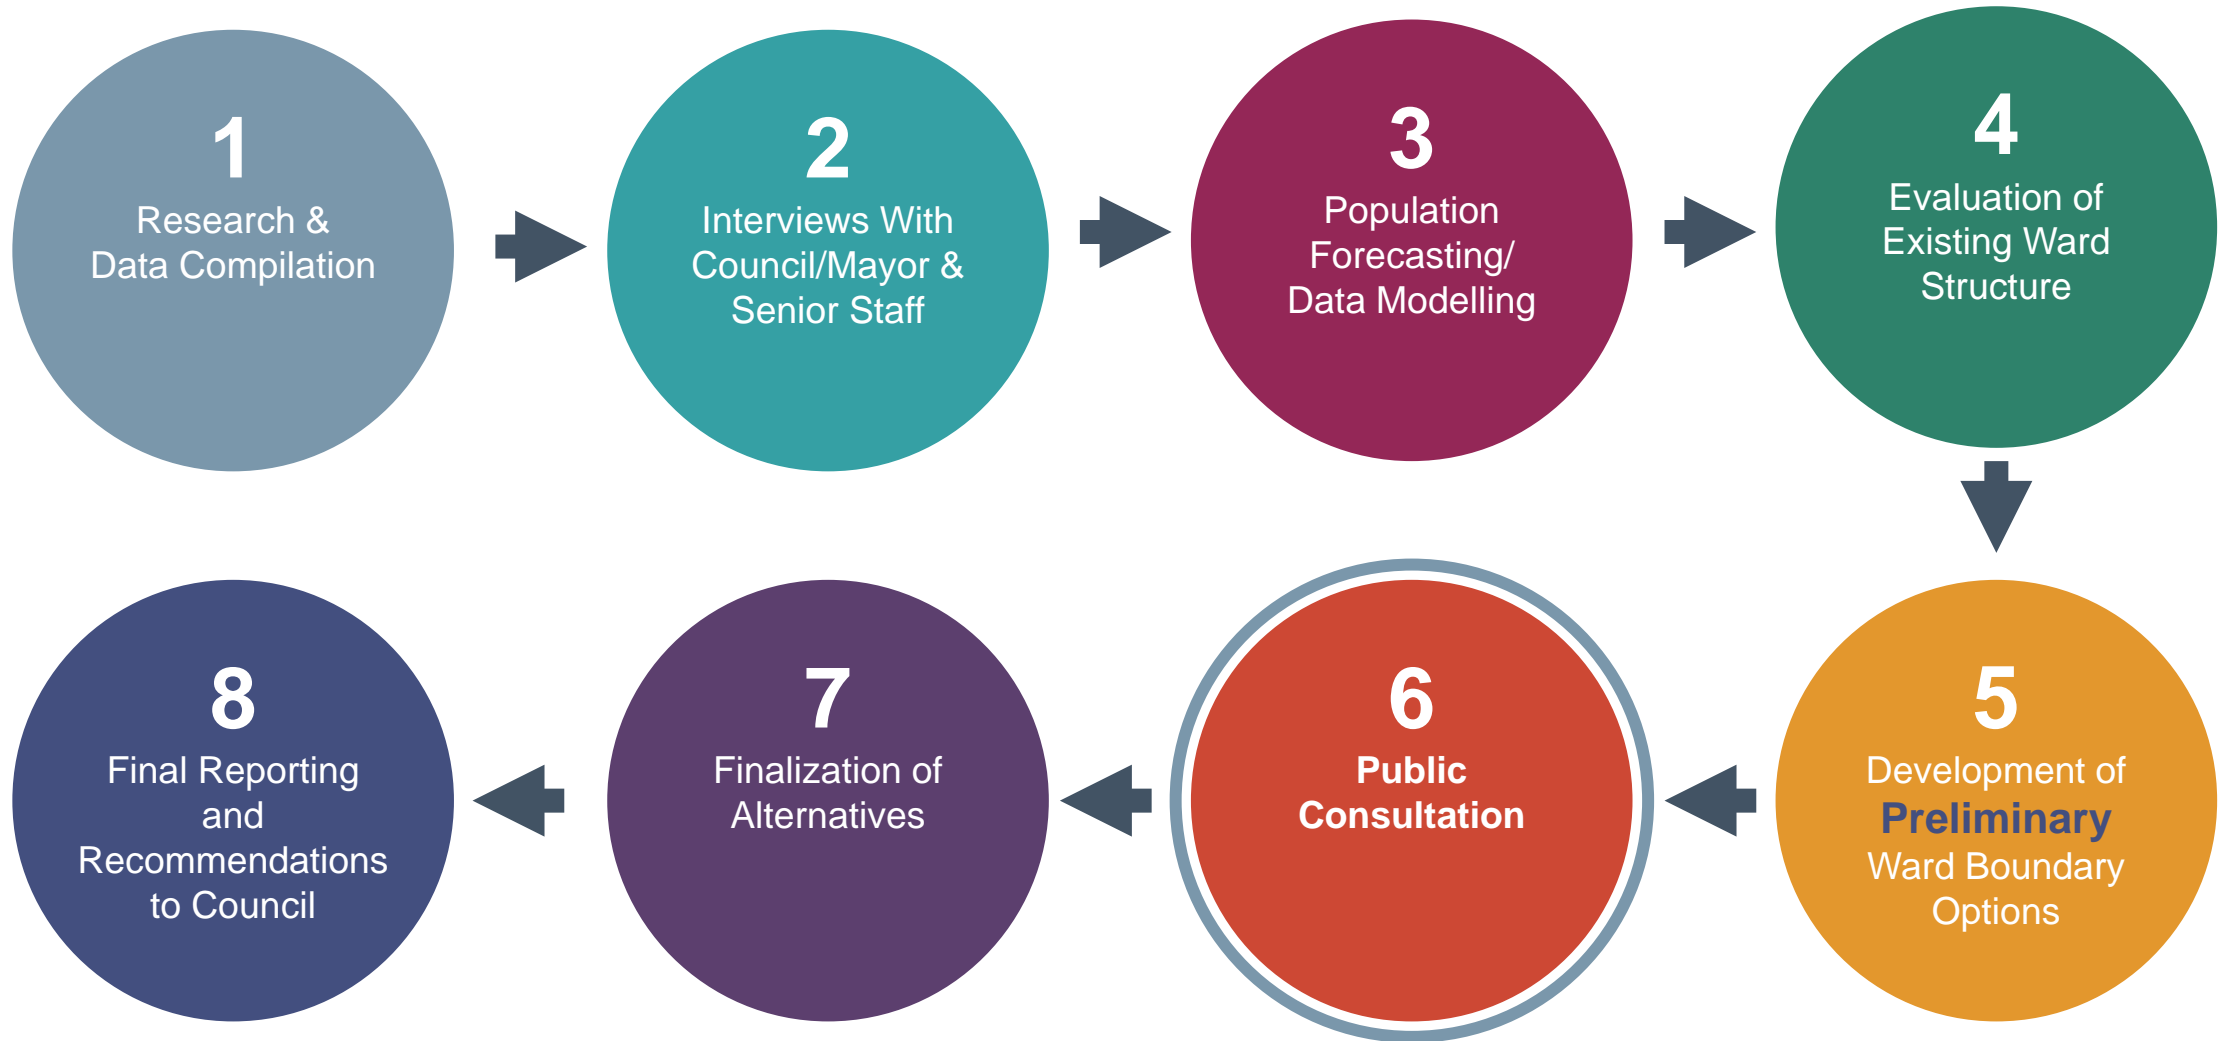 1
Research &
Data Compilation
2
Interviews With
Council/Mayor &
Senior Staff
3
Population
Forecasting/
Data Modelling
4
Evaluation of
Existing Ward
Structure
5
Development of
Preliminary
Ward Boundary
Options
6
Public
Consultation
7
Finalization of
Alternatives
8
Final Reporting
and
Recommendations
to Council